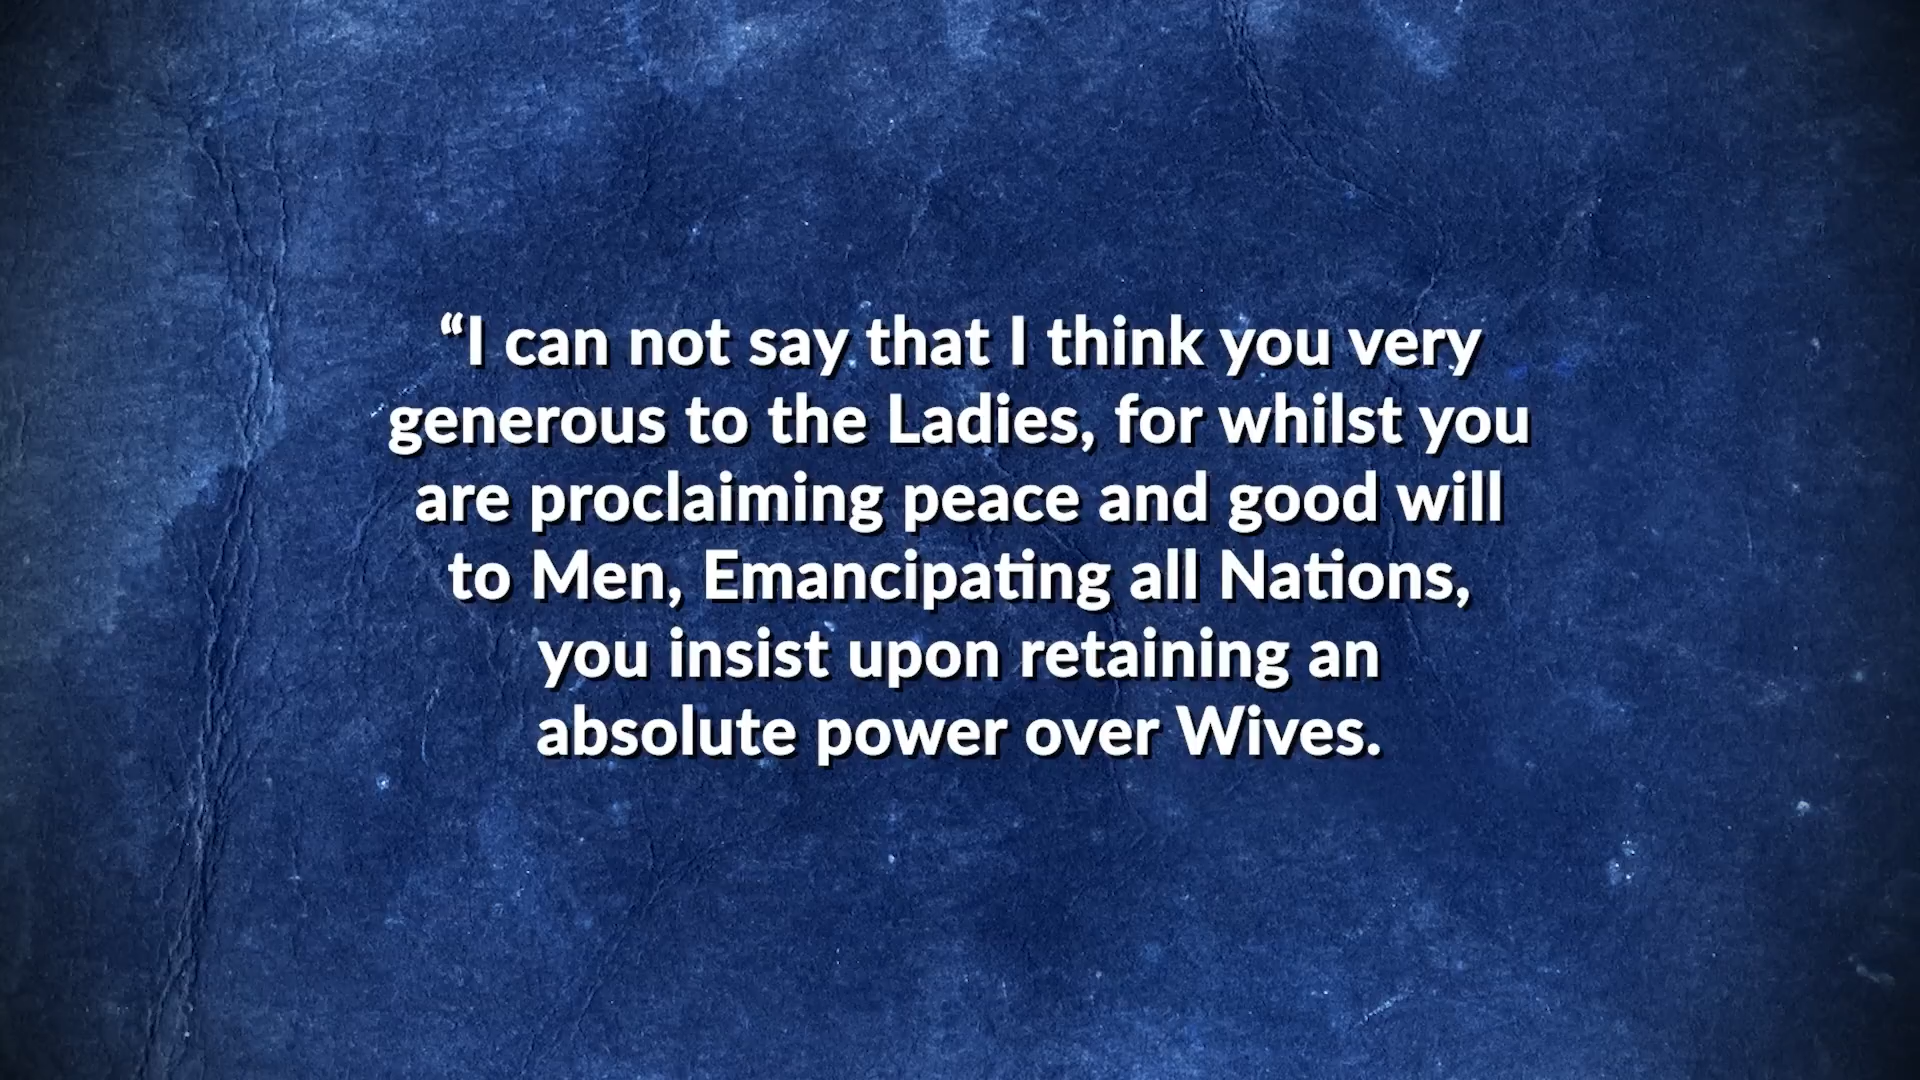 “I can not say that I think you very
generous to the Ladies, for whilst you
are proclaiming peace and good will
to Men, Emancipating all Nations,
you insist upon retaining an
absolute power over Wives.